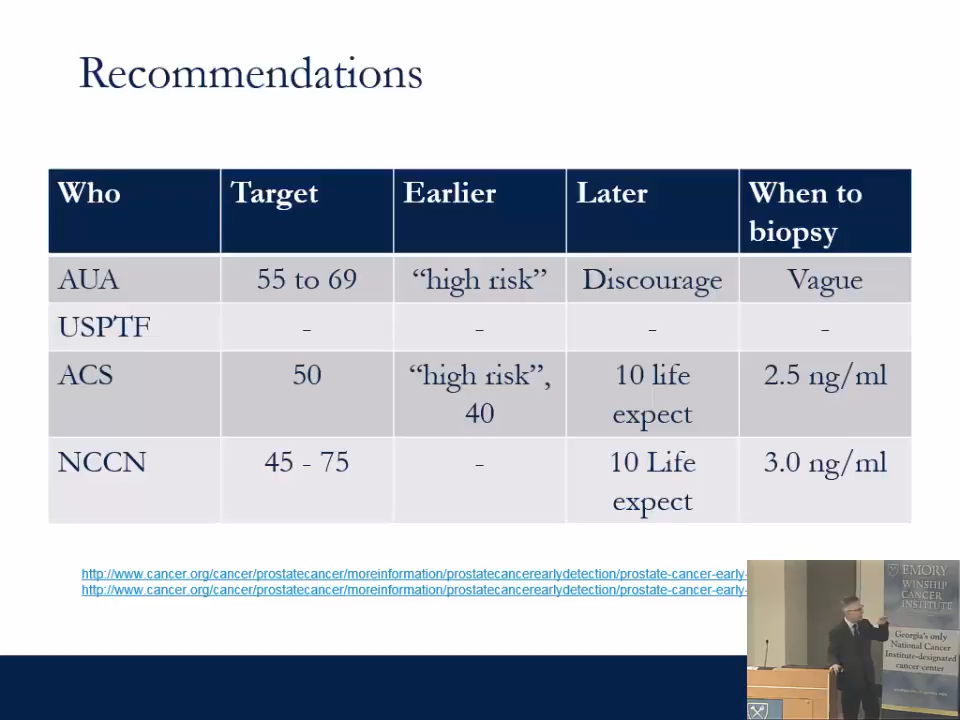 Recommendations
Who Target Earlier Later When to
biopsy
AUA 55 to 69 “high risk” Discourage Vague
USPTF - - - -
ACS 50 “high risk”, 10 life 2.5 ng/ml
40 expect
NCCN 45 - 75 - 10 Life 3.0 ng/ml
expect
http://www.cancer.org/cancer/prostatecancer/moreinformation/prostatecancerearlydetection/prostate-cancer-early-
http://www.cancer.org/cancer/prostatecancer/moreinformation/prostatecancerearlydetection/prostate-cancer-early-
EMORY
WINSHIP
CANCER
INSTITUTE
Georgia's only
National Cancer
Institute-designated
cancer center